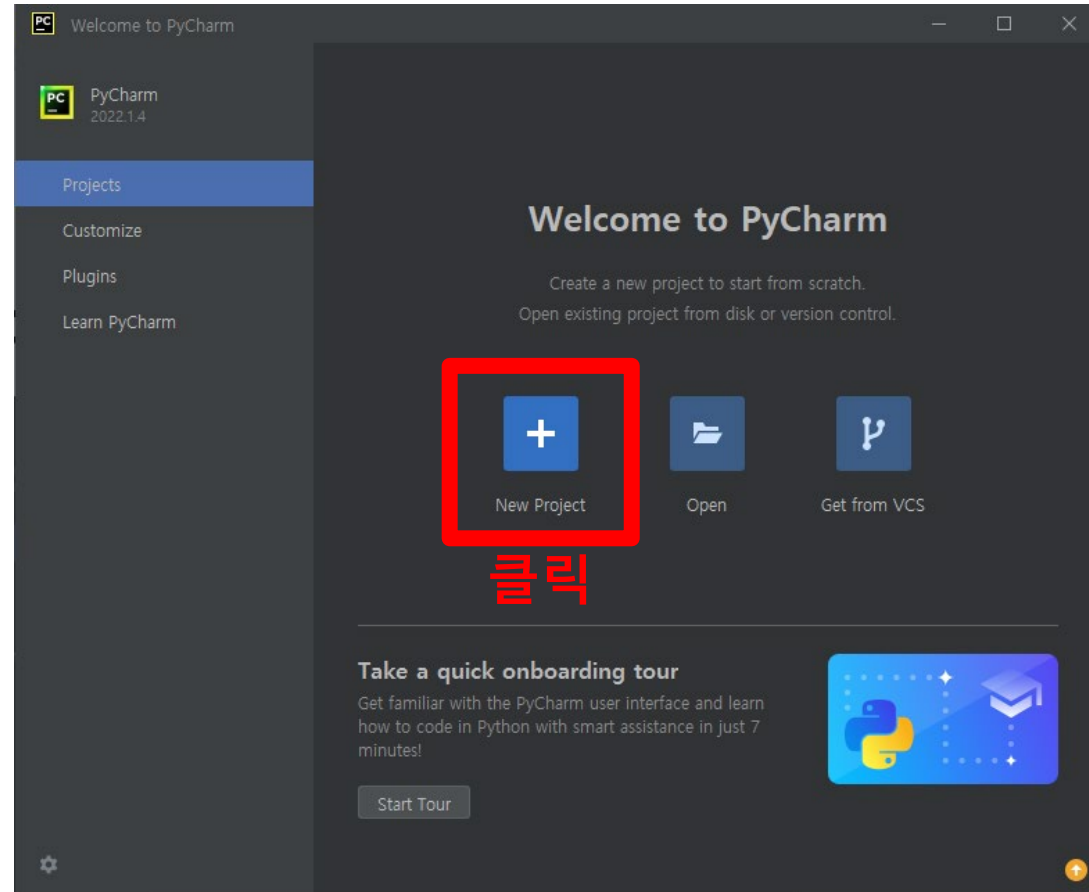 PC Welcome to PyCharm
PC PyCharm
2022.1.4
Projects
Customize
Plugins
Learn PyCharm
Welcome to PyCharm
Create a new project to start from scratch.
Open existing project from disk or version control.
New Project Open Get from VCS
클릭
Take a quick onboarding tour
Get familiar with the PyCharm user interface and learn
how to code in Python with smart assistance in just 7
minutes!
Start Tour